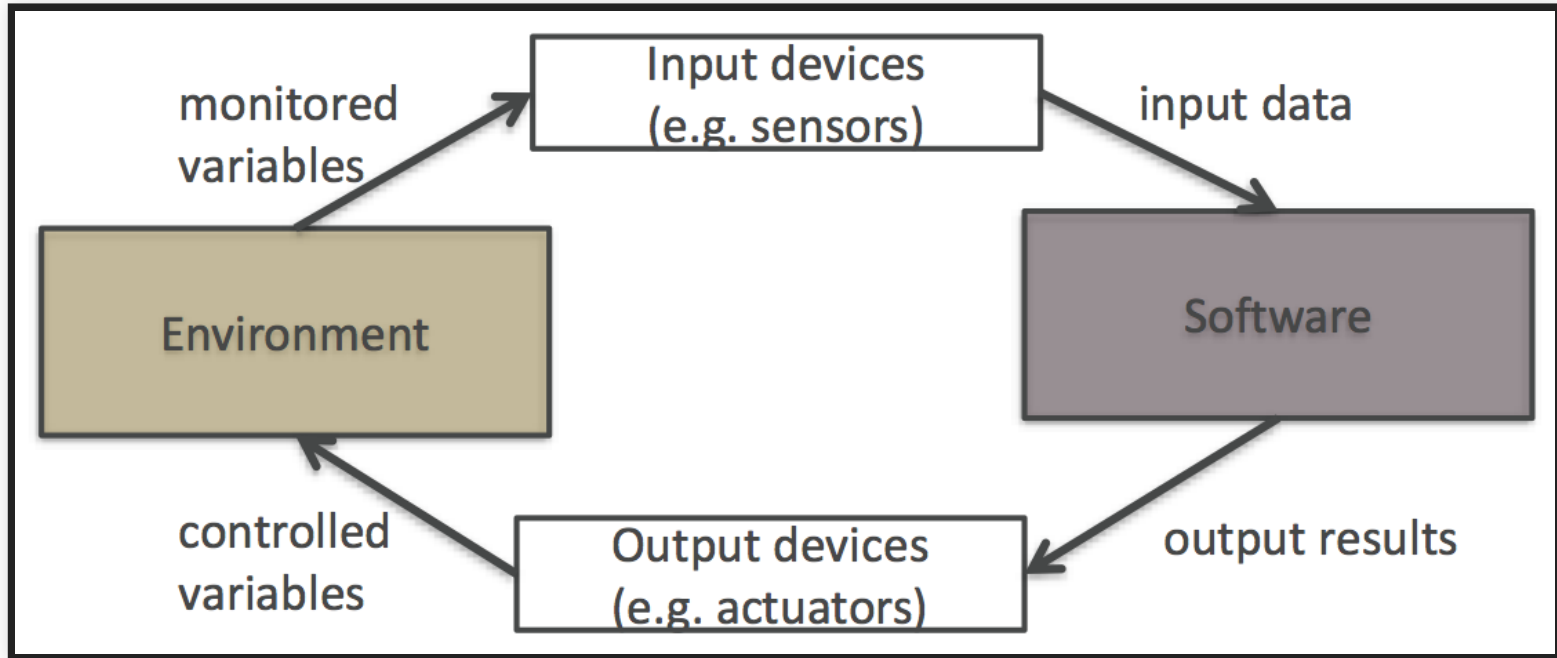 Input devices
(e.g. sensors)
monitored
variables
input data
Environment
Software
controlled
variables
Output devices
(e.g. actuators)
output results